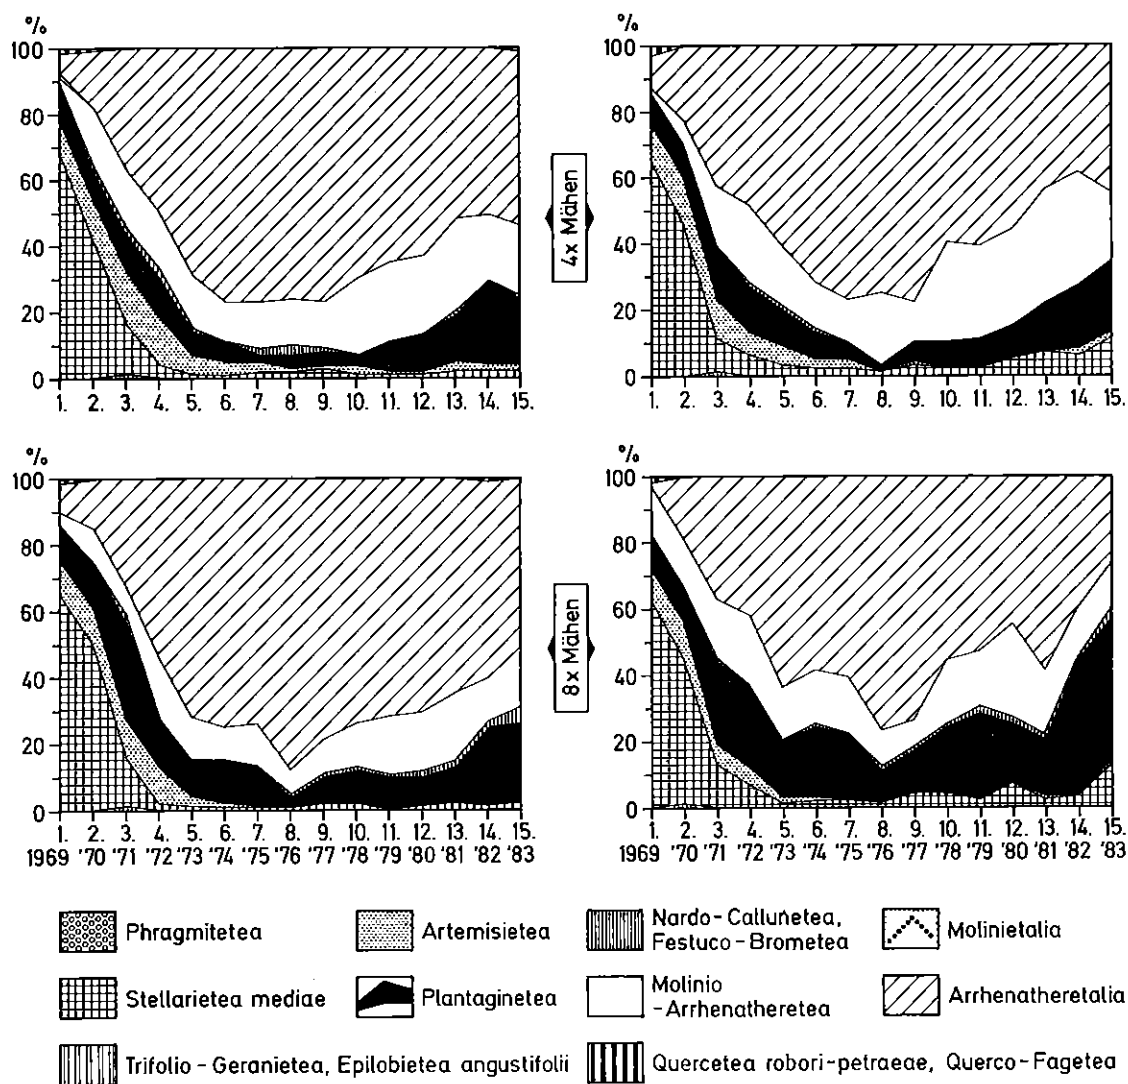 % %
100 100
80 80
60 60
40 40
20 20
0 0
1. 2. 3. 4. 5. 6. 7. 8. 9. 10. 11. 12. 13. 14. 15. 1. 2. 3. 4. 5. 6. 7. 8. 9. 10. 11. 12. 13. 14. 15.
4x Mähen
% %
100 100
80 80
60 60
40 40
20 20
0 0
1. 2. 3. 4. 5. 6. 7. 8. 9. 10. 11. 12. 13. 14. 15. 1. 2. 3. 4. 5. 6. 7. 8. 9. 10. 11. 12. 13. 14. 15.
1969 '70 '71 '72 '73 '74 '75 '76 '77 '78 '79 '80 '81 '82 '83 1969 '70 '71 '72 '73 '74 '75 '76 '77 '78 '79 '80 '81 '82 '83
8x Mähen
Phragmitetea
Artemisietea
Nardo-Callunetea,
Festuco-Brometea
Molinietalia
Stellarietea mediae
Plantaginetea
Molinio
-Arrhenatheretea
Arrhenatheretalia
Trifolio-Geranietea, Epilobietea angustifolii
Quercetea robori-petraeae, Querco-Fagetea